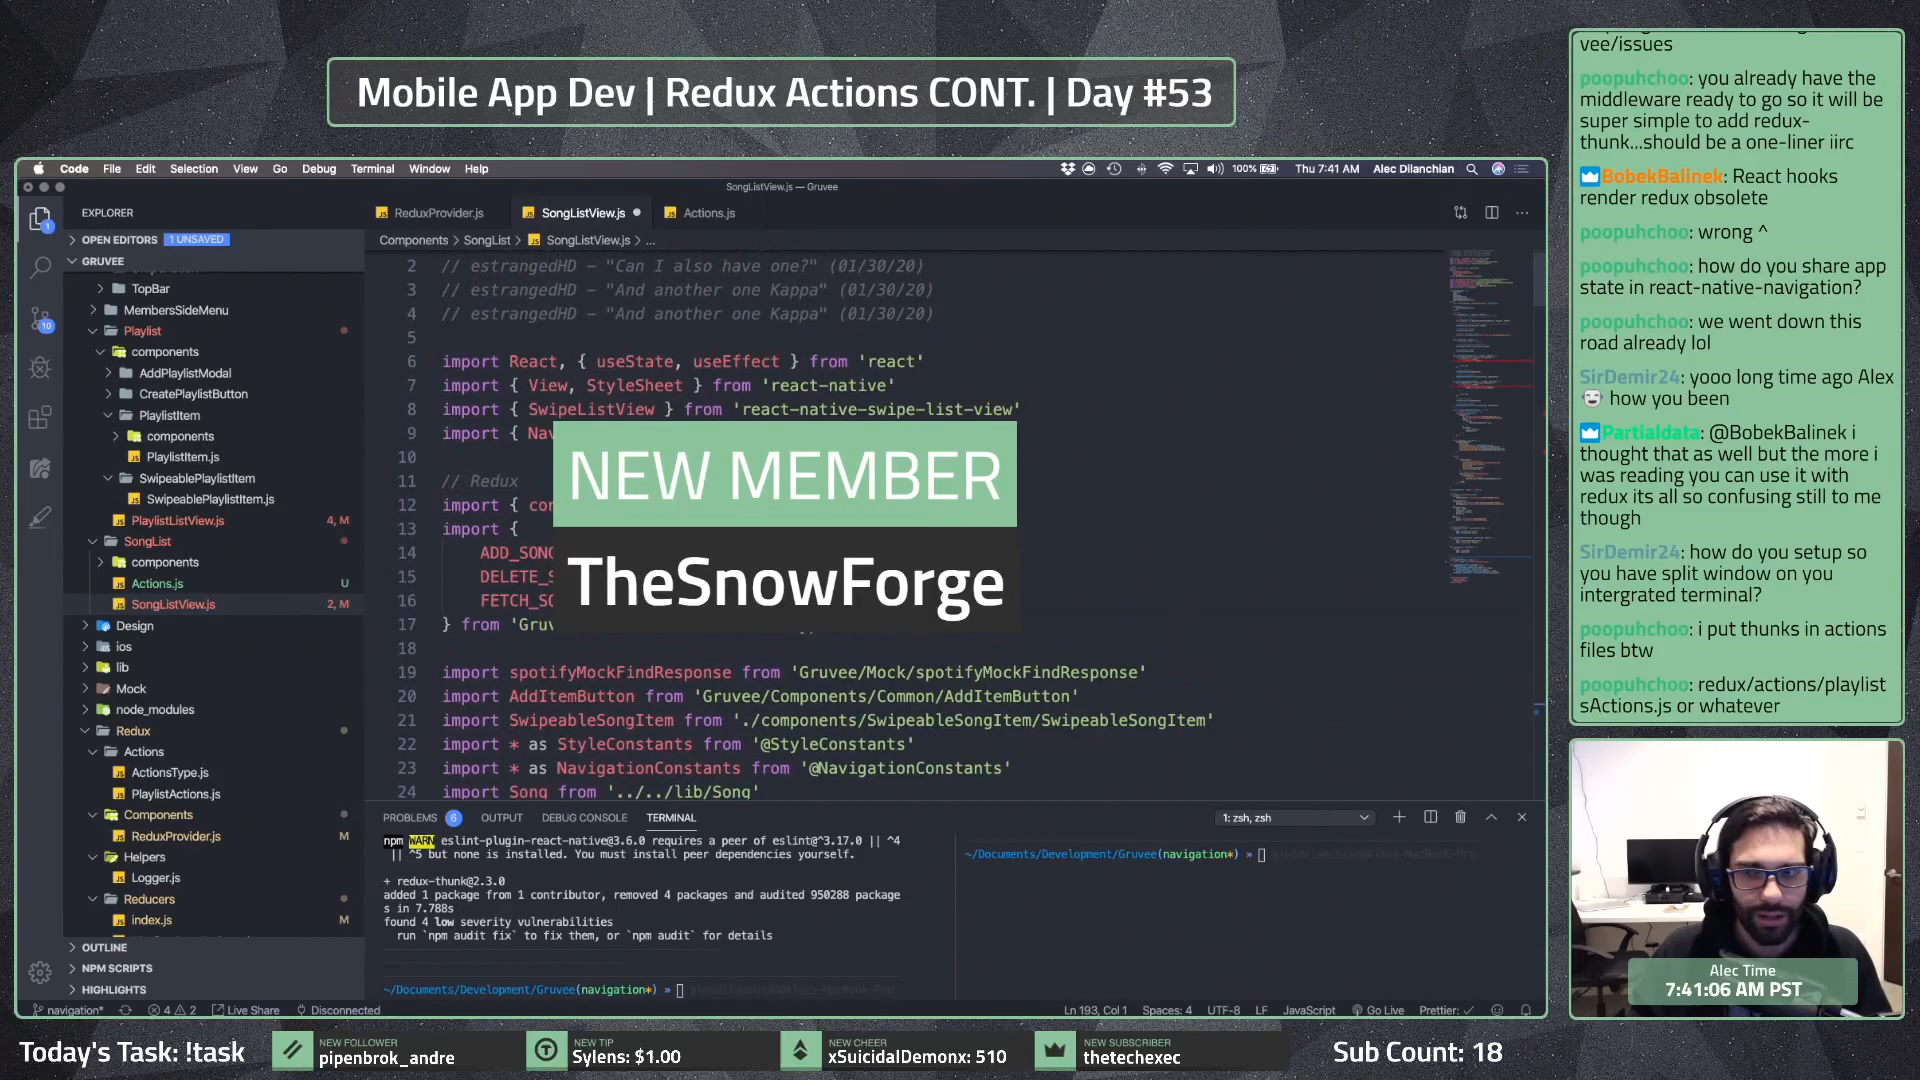 Mobile App Dev | Redux Actions CONT. | Day #53
Code File Edit Selection View Go Debug Terminal Window Help
100% Thu 7:41 AM Alec Dilanchian
SongListView.js — Gruvee
EXPLORER
OPEN EDITORS 1 UNSAVED
GRUVEE
TopBar
MembersSideMenu
Playlist
components
AddPlaylistModal
CreatePlaylistButton
PlaylistItem
components
PlaylistItem.js
SwipeablePlaylistItem
SwipeablePlaylistItem.js
PlaylistListView.js 4, M
SongList
components
Actions.js U
SongListView.js 2, M
Design
ios
lib
Mock
node_modules
Redux
Actions
ActionsType.js
PlaylistActions.js
Components
ReduxProvider.js M
Helpers
Logger.js
Reducers
index.js M
OUTLINE
NPM SCRIPTS
HIGHLIGHTS
1
10
ReduxProvider.js SongListView.js Actions.js
Components > SongList > SongListView.js > ...
2 // estrangedHD - "Can I also have one?" (01/30/20)
3 // estrangedHD - "And another one Kappa" (01/30/20)
4 // estrangedHD - "And another one Kappa" (01/30/20)
5
6 import React, { useState, useEffect } from 'react'
7 import { View, StyleSheet } from 'react-native'
8 import { SwipeListView } from 'react-native-swipe-list-view'
9 import { Nav
10
11 // Redux
12 import { con
13 import {
14 ADD_SONG
15 DELETE_S
16 FETCH_SO
17 } from 'Gruv
18
19 import spotifyMockFindResponse from 'Gruvee/Mock/spotifyMockFindResponse'
20 import AddItemButton from 'Gruvee/Components/Common/AddItemButton'
21 import SwipeableSongItem from './components/SwipeableSongItem/SwipeableSongItem'
22 import * as StyleConstants from '@StyleConstants'
23 import * as NavigationConstants from '@NavigationConstants'
24 import Song from '../../lib/Song'
NEW MEMBER
TheSnowForge
PROBLEMS 6 OUTPUT DEBUG CONSOLE TERMINAL 1: zsh, zsh
npm WARN eslint-plugin-react-native@3.6.0 requires a peer of eslint@^3.17.0 || ^4
|| ^5 but none is installed. You must install peer dependencies yourself.
+ redux-thunk@2.3.0
added 1 package from 1 contributor, removed 4 packages and audited 950288 package
s in 7.788s
found 4 low severity vulnerabilities
run `npm audit fix` to fix them, or `npm audit` for details
~/Documents/Development/Gruvee(navigation*) »
~/Documents/Development/Gruvee(navigation*) »
navigation* 4 2 Live Share Disconnected
Ln 193, Col 1 Spaces: 4 UTF-8 LF JavaScript Go Live Prettier: ✓
vee/issues
poopuhchoo: you already have the
middleware ready to go so it will be
super simple to add redux-
thunk...should be a one-liner iirc
BobekBalinek: React hooks
render redux obsolete
poopuhchoo: wrong ^
poopuhchoo: how do you share app
state in react-native-navigation?
poopuhchoo: we went down this
road already lol
SirDemir24: yooo long time ago Alex
how you been
Partialdata: @BobekBalinek i
thought that as well but the more i
was reading you can use it with
redux its all so confusing still to me
though
SirDemir24: how do you setup so
you have split window on you
intergrated terminal?
poopuhchoo: i put thunks in actions
files btw
poopuhchoo: redux/actions/playlist
sActions.js or whatever
Alec Time
7:41:06 AM PST
Today's Task: !task
NEW FOLLOWER
pipenbrok_andre
NEW TIP
Sylens: $1.00
NEW CHEER
xSuicidalDemonx: 510
NEW SUBSCRIBER
thetechexec
Sub Count: 18